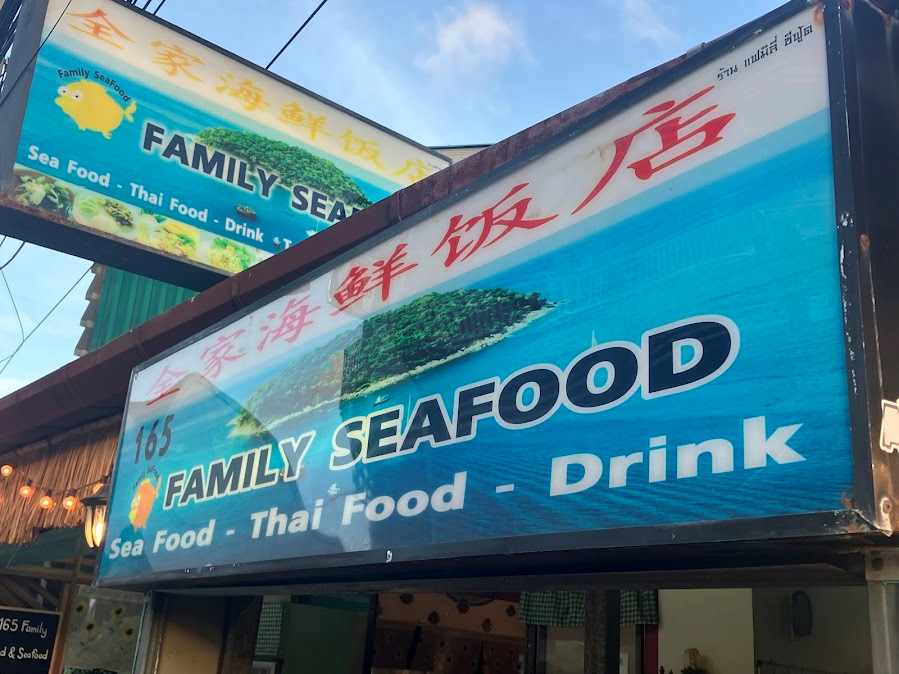 全家海鲜饭店
Family SeaFood
FAMILY SEA
Sea Food - Thai Food - Drink
ร้าน แฟมิลี่ ซีฟู้ด
全家海鲜饭店
165
FAMILY SEAFOOD
Sea Food - Thai Food - Drink
165 Family
d & Seafood